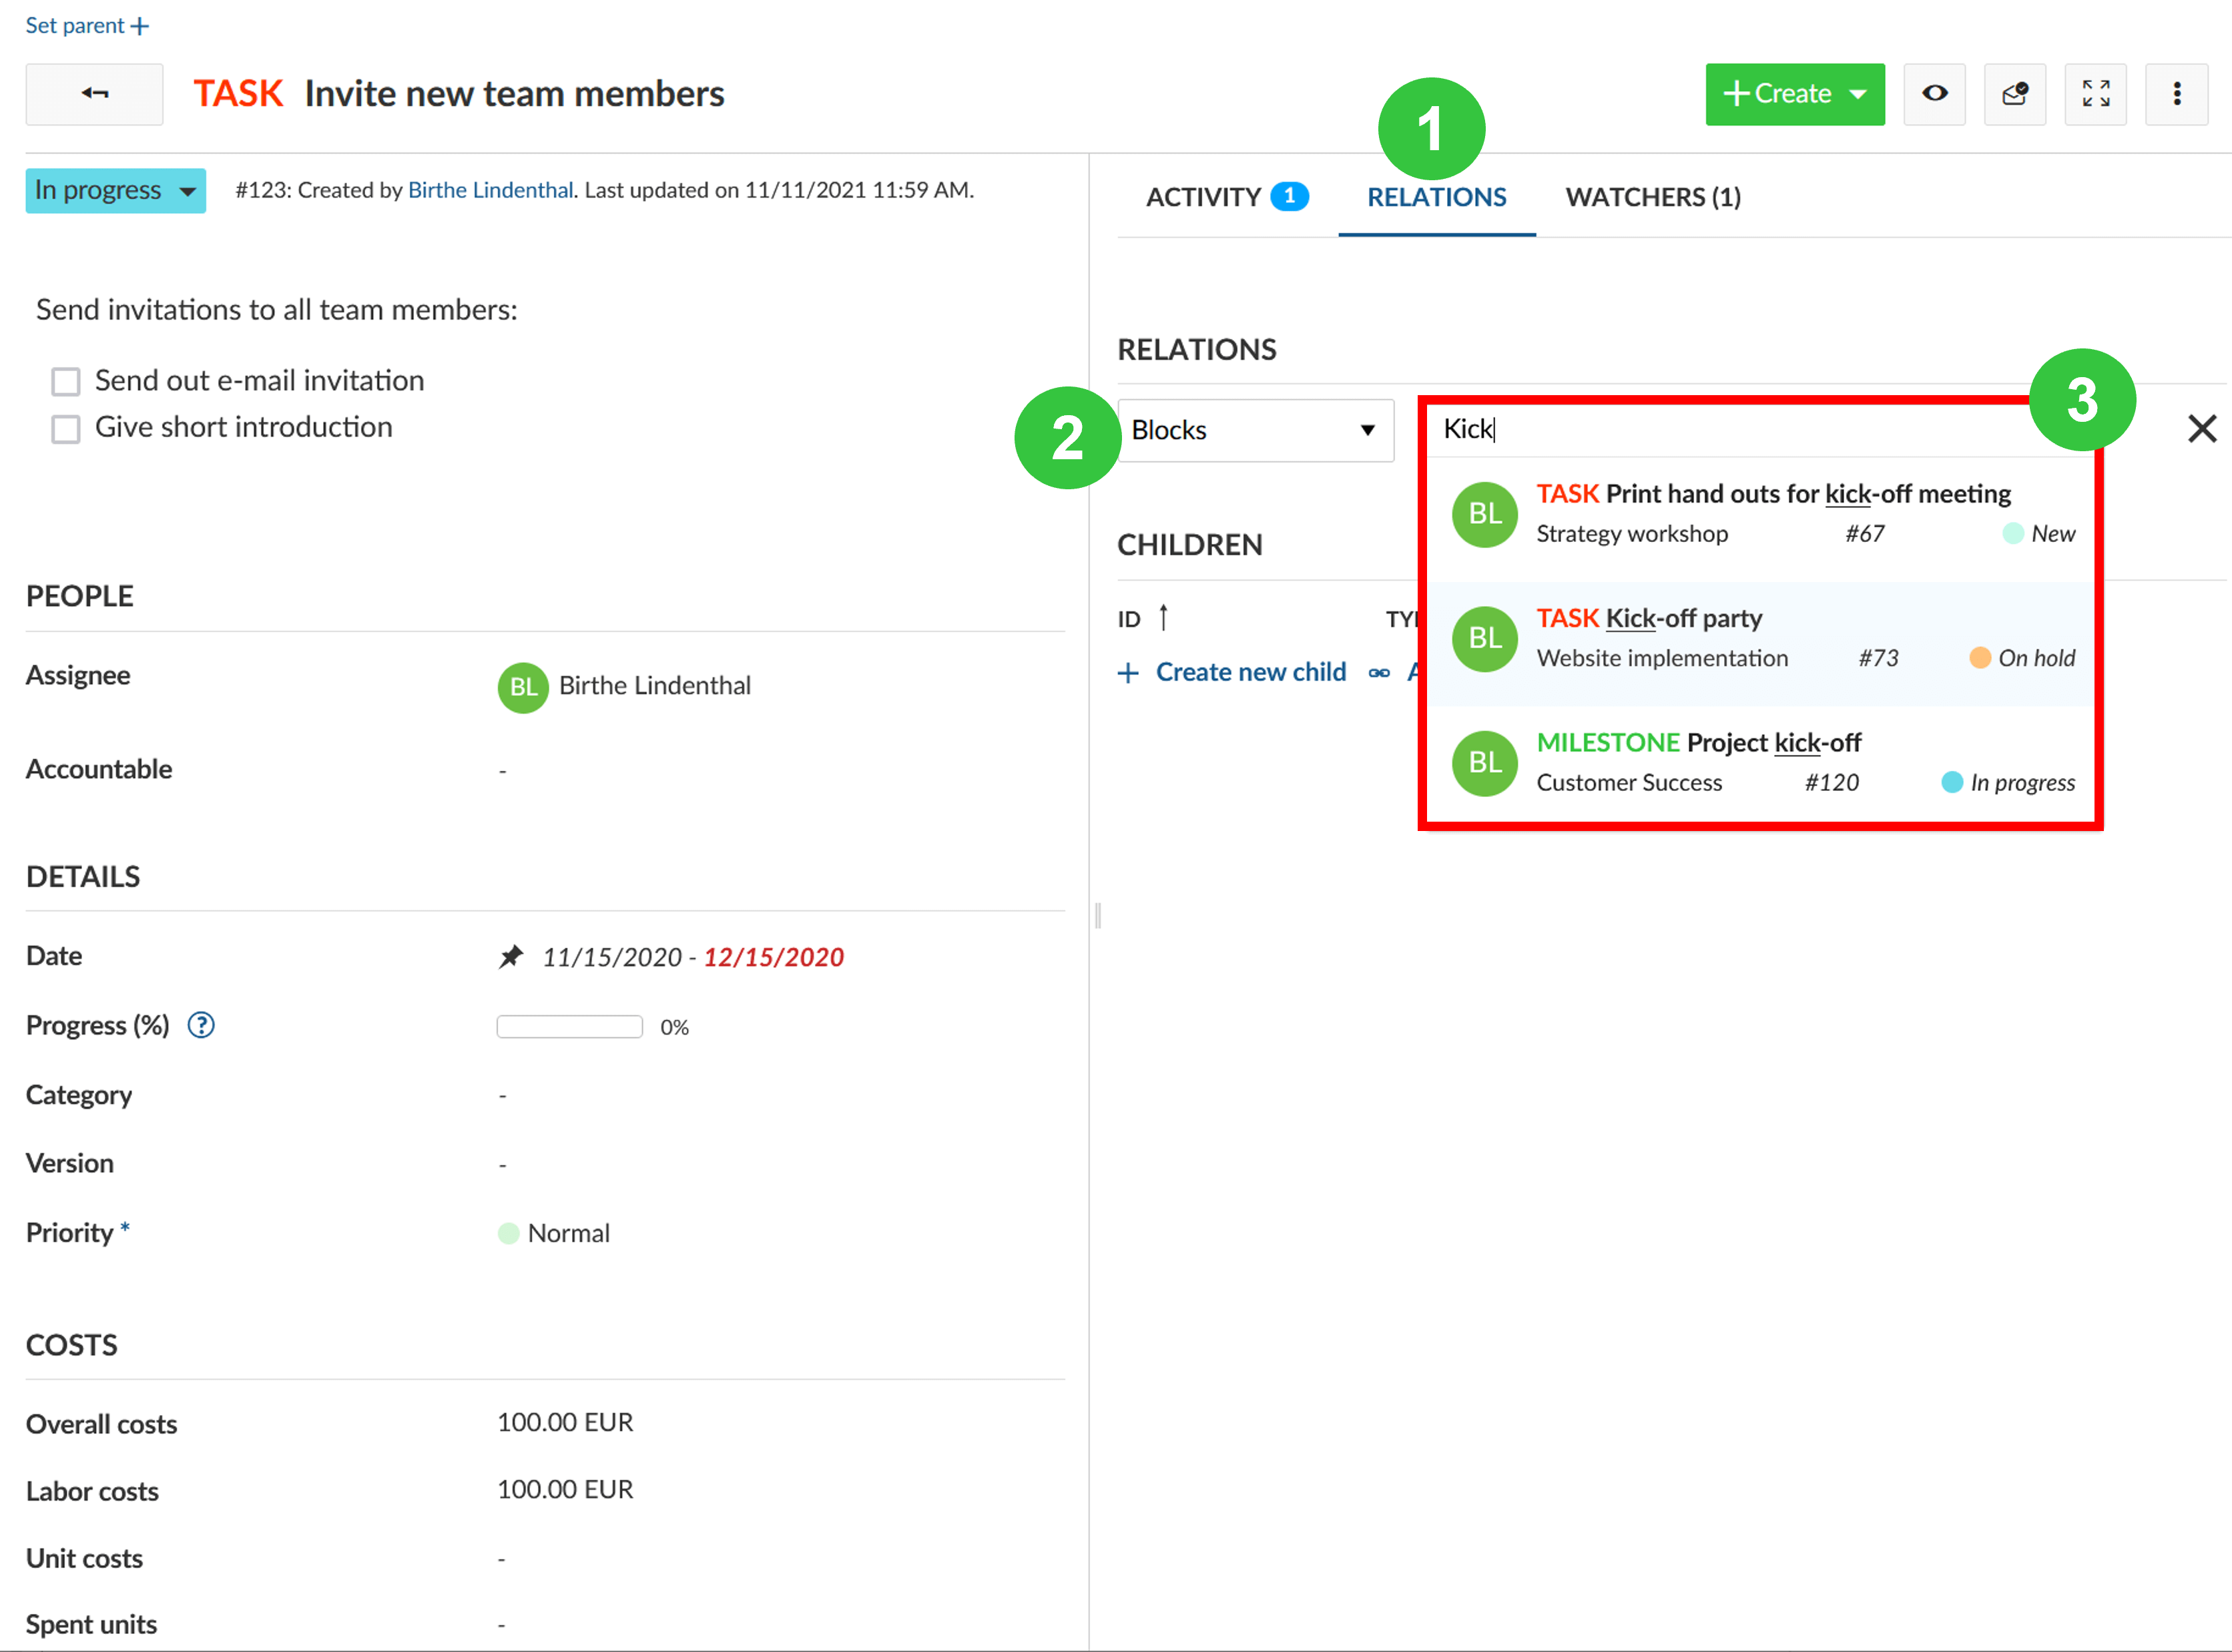 Set parent +
TASK Invite new team members
+ Create
1
In progress
#123: Created by Birthe Lindenthal. Last updated on 11/11/2021 11:59 AM.
ACTIVITY 1
RELATIONS
WATCHERS (1)
Send invitations to all team members:
Send out e-mail invitation
Give short introduction
RELATIONS
2
Blocks
Kick
3
TASK Print hand outs for kick-off meeting
Strategy workshop #67 New
TASK Kick-off party
Website implementation #73 On hold
MILESTONE Project kick-off
Customer Success #120 In progress
CHILDREN
ID
+ Create new child
PEOPLE
Assignee
BL Birthe Lindenthal
Accountable
-
BL
BL
BL
DETAILS
Date
11/15/2020 - 12/15/2020
Progress (%) ?
0%
Category
-
Version
-
Priority *
Normal
COSTS
Overall costs
100.00 EUR
Labor costs
100.00 EUR
Unit costs
-
Spent units
-